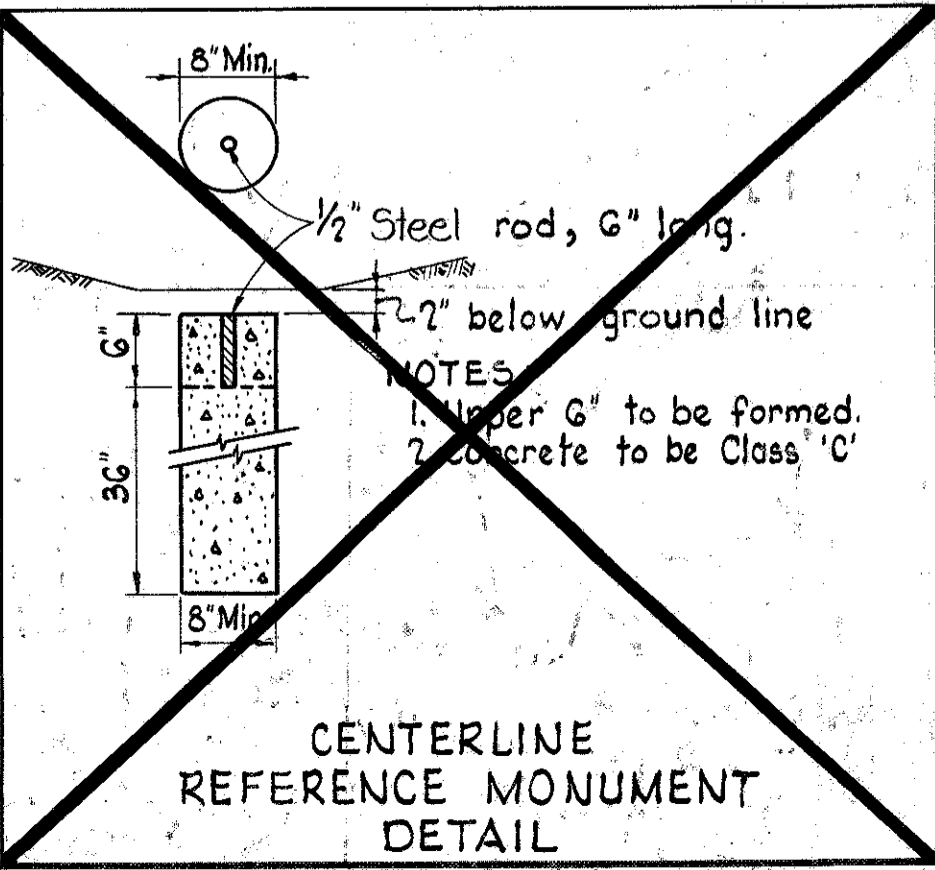 8" Min.
1/2" Steel rod, 6" long.
2" below ground line
6"
NOTES
1. Upper 6" to be formed.
2. Concrete to be Class 'C'
36"
8" Min.
CENTERLINE
REFERENCE MONUMENT
DETAIL